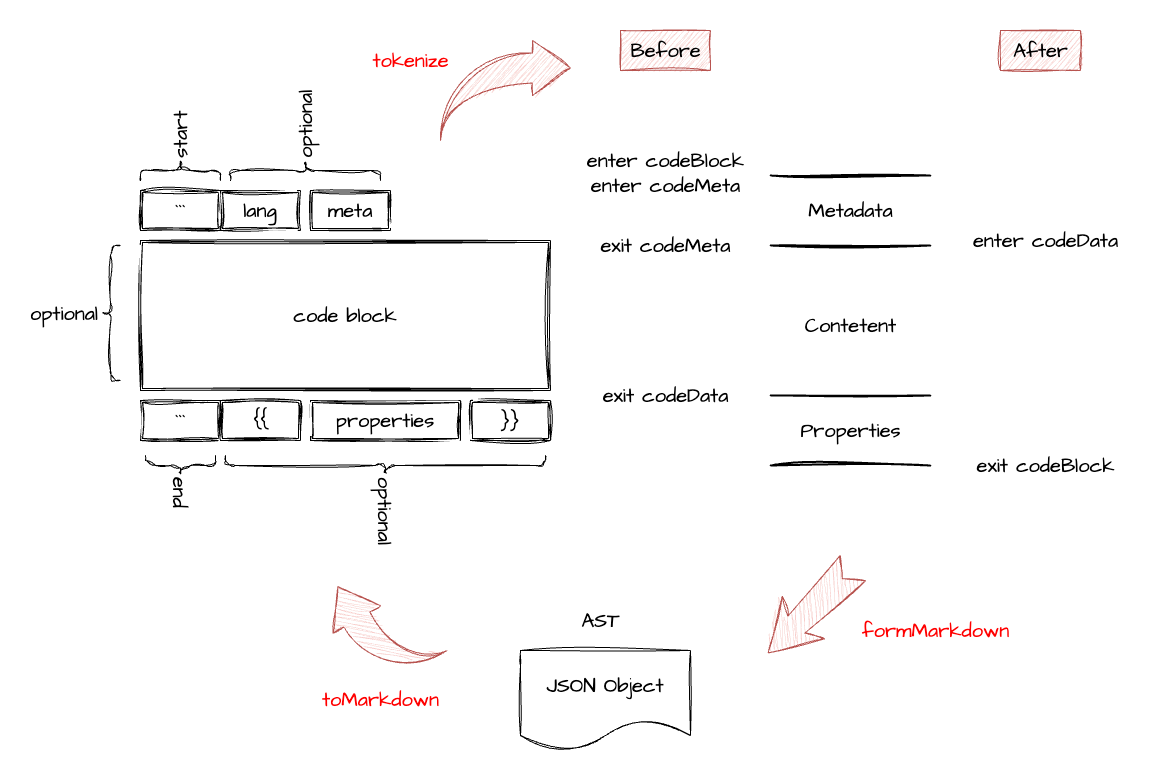 tokenize
Before
After
start
optional
```
lang
meta
optional
code block
```
{{
properties
}}
end
optional
enter codeBlock
enter codeMeta
Metadata
exit codeMeta
enter codeData
Contetent
exit codeData
Properties
exit codeBlock
formMarkdown
AST
JSON Object
toMarkdown